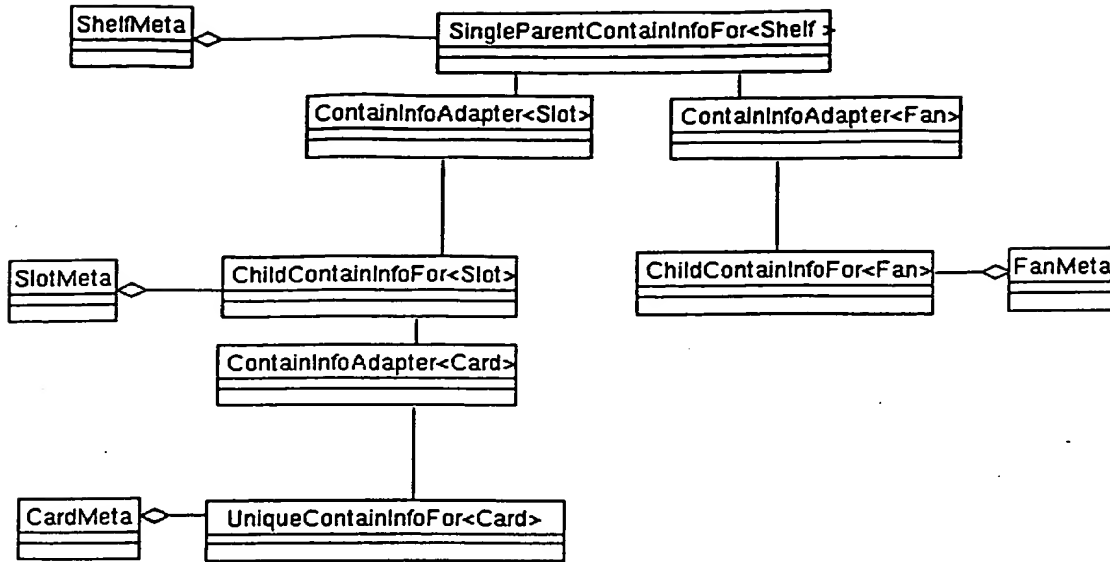 ShelfMeta
SingleParentContainInfoFor<Shelf >
ContainInfoAdapter<Slot>
ContainInfoAdapter<Fan>
SlotMeta
ChildContainInfoFor<Slot>
ChildContainInfoFor<Fan>
FanMeta
ContainInfoAdapter<Card>
CardMeta
UniqueContainInfoFor<Card>